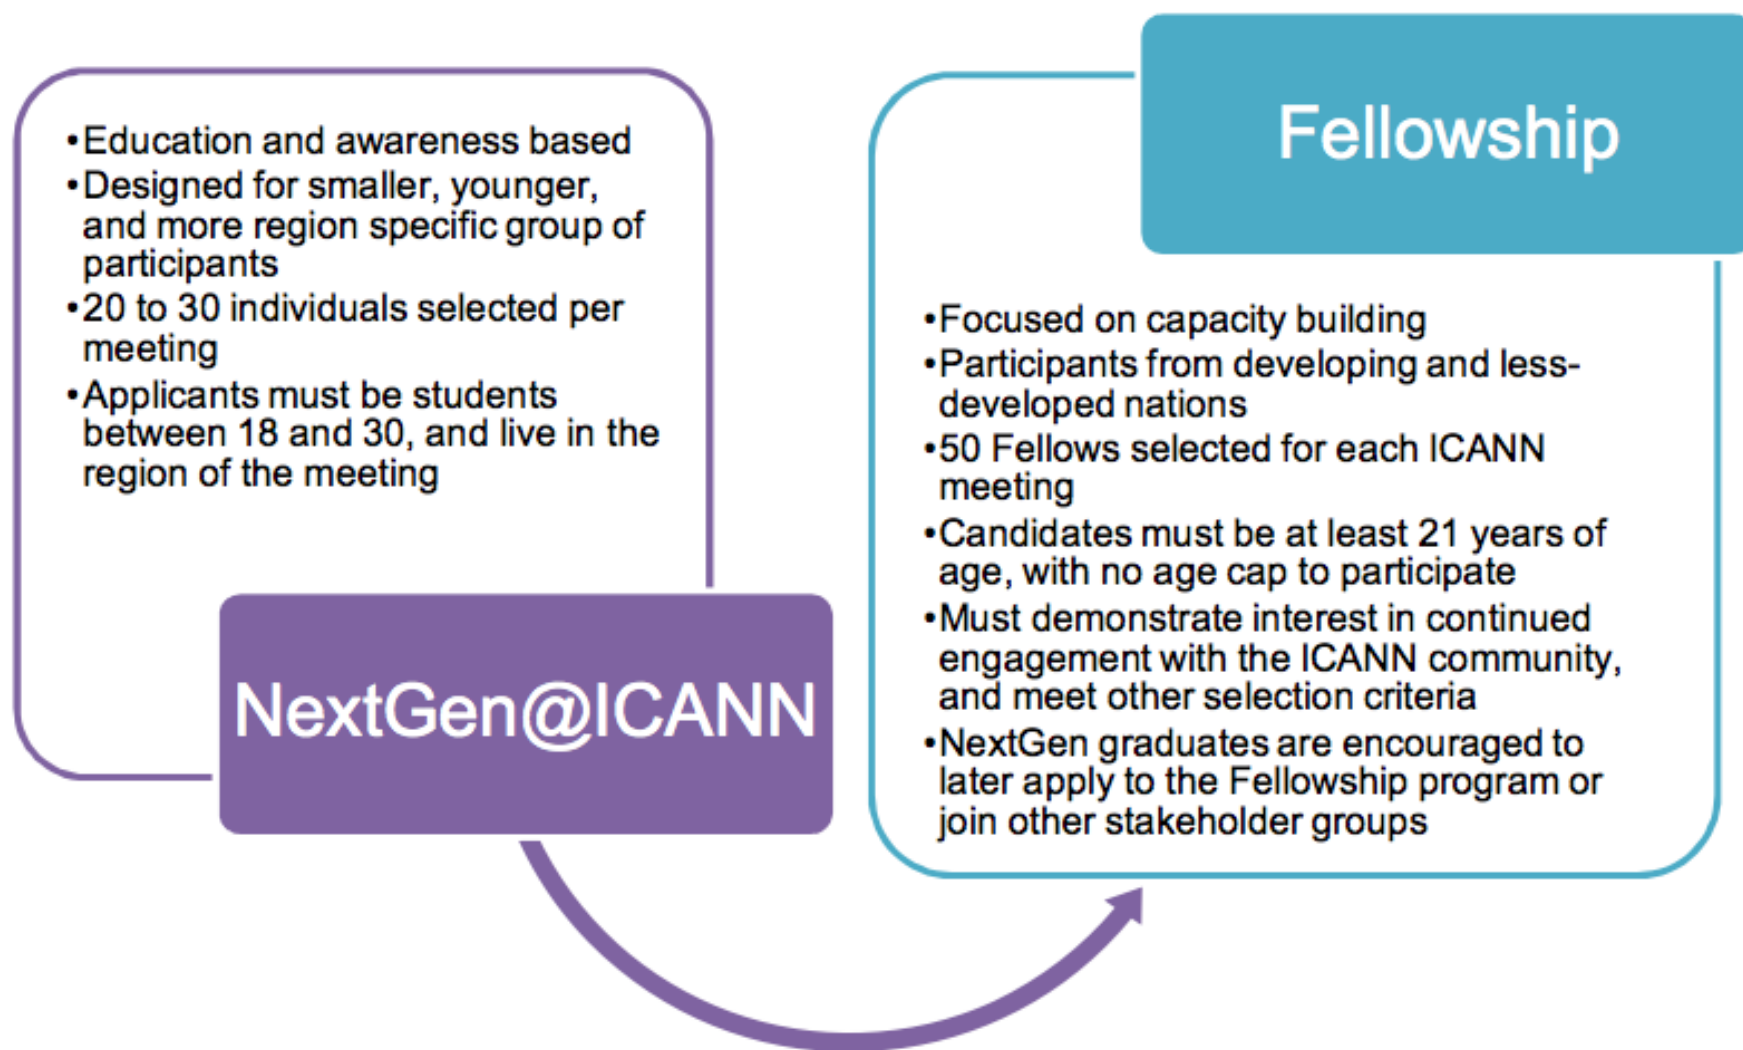 •Education and awareness based
•Designed for smaller, younger,
and more region specific group of
participants
•20 to 30 individuals selected per
meeting
•Applicants must be students
between 18 and 30, and live in the
region of the meeting
NextGen@ICANN
Fellowship
•Focused on capacity building
•Participants from developing and less-
developed nations
•50 Fellows selected for each ICANN
meeting
•Candidates must be at least 21 years of
age, with no age cap to participate
•Must demonstrate interest in continued
engagement with the ICANN community,
and meet other selection criteria
•NextGen graduates are encouraged to
later apply to the Fellowship program or
join other stakeholder groups